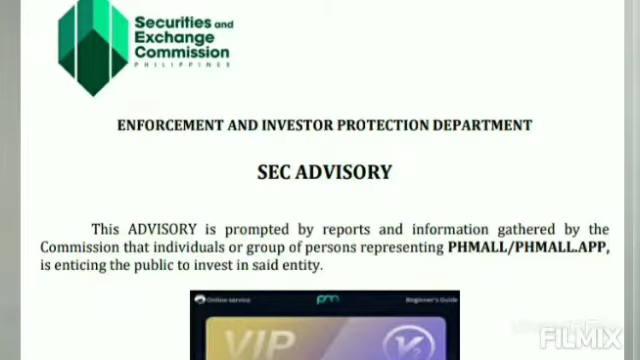 Securities and
Exchange
Commission
PHILIPPINES
ENFORCEMENT AND INVESTOR PROTECTION DEPARTMENT
SEC ADVISORY
This ADVISORY is prompted by reports and information gathered by the
Commission that individuals or group of persons representing PHMALL/PHMALL.APP,
is enticing the public to invest in said entity.
Online service
pm
Beginner's Guide
VIP
V2
FILMIX